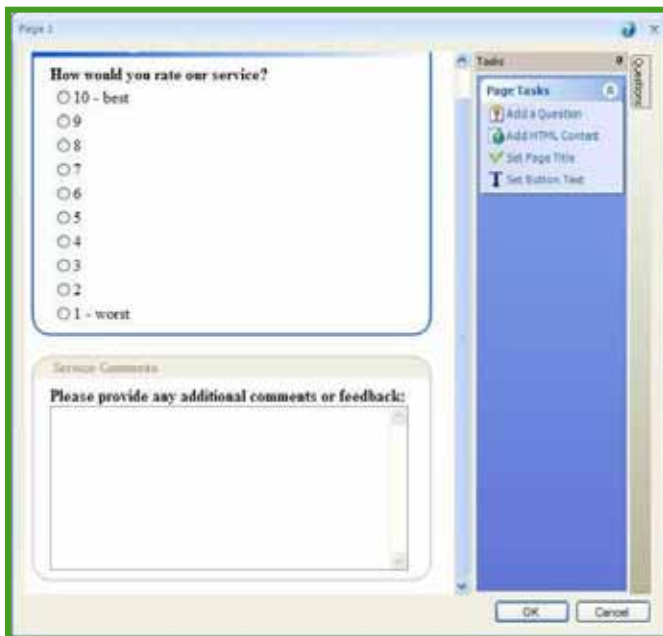 Page 1
How would you rate our service?
10 - best
9
8
7
6
5
4
3
2
1 - worst
Service Comments
Please provide any additional comments or feedback:
Tasks
Page Tasks
Add a Question
Add HTML Content
Set Page Title
Set Button Text
Questions
OK
Cancel